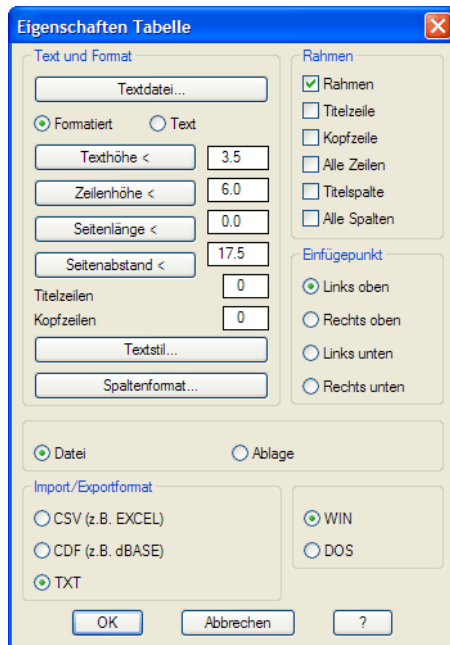 Eigenschaften Tabelle
Text und Format
Textdatei...
Formatiert Text
Texthöhe < 3.5
Zeilenhöhe < 6.0
Seitenlänge < 0.0
Seitenabstand < 17.5
Titelzeilen 0
Kopfzeilen 0
Textstil...
Spaltenformat...
Rahmen
Rahmen
Titelzeile
Kopfzeile
Alle Zeilen
Titelspalte
Alle Spalten
Einfügepunkt
Links oben
Rechts oben
Links unten
Rechts unten
Datei Ablage
Import/Exportformat
CSV (z.B. EXCEL)
CDF (z.B. dBASE)
TXT
WIN
DOS
OK Abbrechen ?